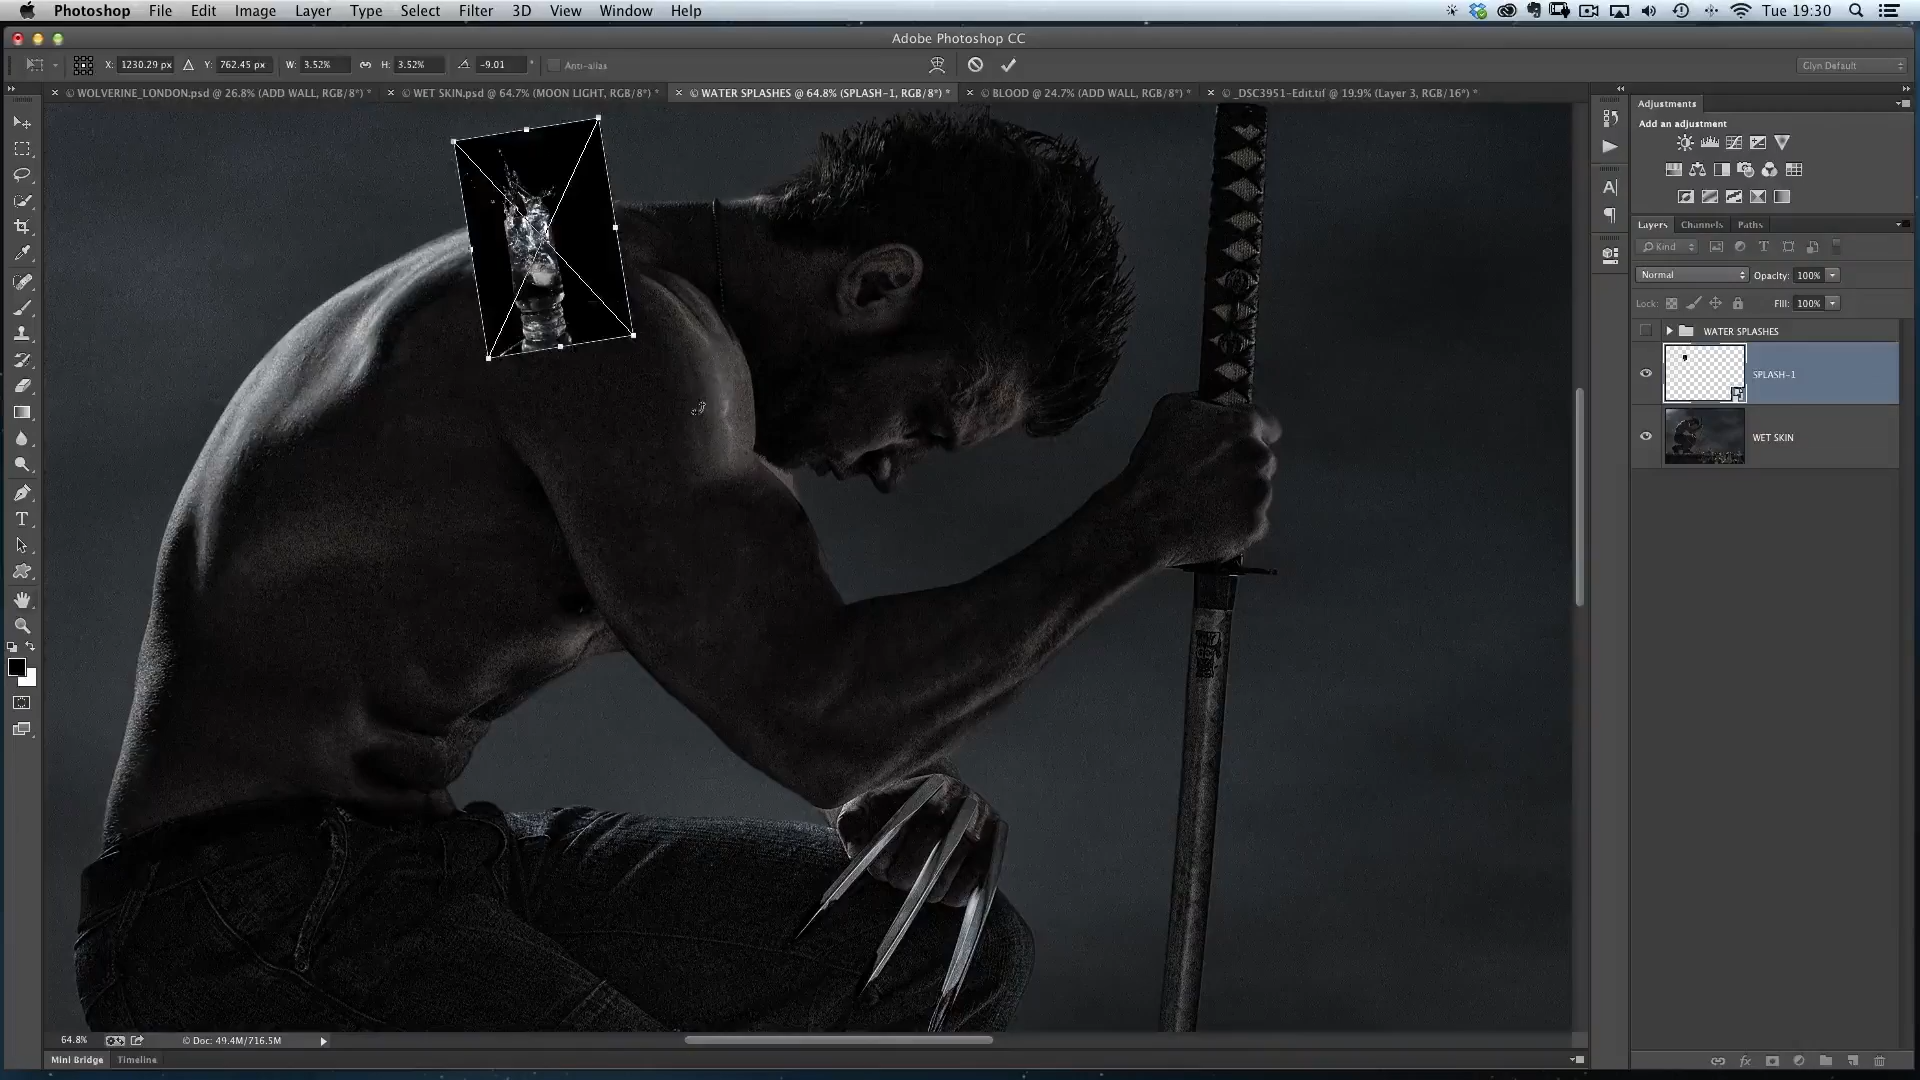 Photoshop File Edit Image Layer Type Select Filter 3D View Window Help Tue 19:30
Adobe Photoshop CC
X: 1230.29 px Y: 762.45 px W: 3.52% H: 3.52% -9.01 ° Anti-alias Glyn Default
© WOLVERINE_LONDON.psd @ 26.8% (ADD WALL, RGB/8*) * © WET SKIN.psd @ 64.7% (MOON LIGHT, RGB/8*) * © WATER SPLASHES @ 64.8% (SPLASH-1, RGB/8*) * © BLOOD @ 24.7% (ADD WALL, RGB/8*) * © _DSC3951-Edit.tif @ 19.9% (Layer 3, RGB/16*) *
Adjustments
Add an adjustment
Layers Channels Paths
Kind
Normal Opacity: 100%
Lock: Fill: 100%
WATER SPLASHES
SPLASH-1
WET SKIN
64.8% © Doc: 49.4M/716.5M
Mini Bridge Timeline